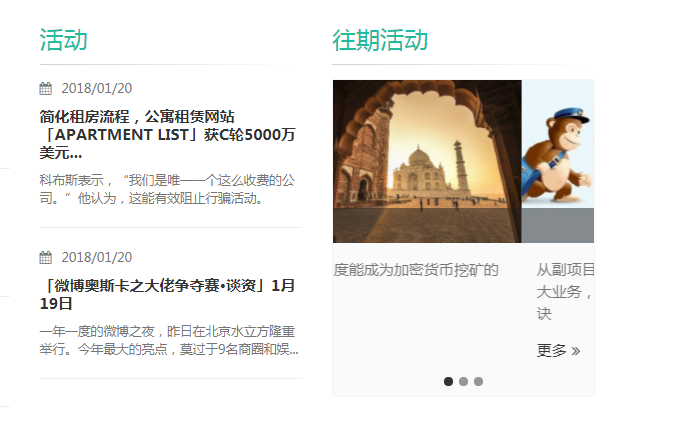 活动
2018/01/20
简化租房流程，公寓租赁网站
「APARTMENT LIST」获C轮5000万
美元...
科布斯表示，“我们是唯一一个这么收费的公
司。”他认为，这能有效阻止行骗活动。
2018/01/20
「微博奥斯卡之大佬争夺赛·谈资」1月
19日
一年一度的微博之夜，昨日在北京水立方隆重
举行。今年最大的亮点，莫过于9名商圈和娱...
往期活动
度能成为加密货币挖矿的
从副项目
大业务，
诀
更多 »